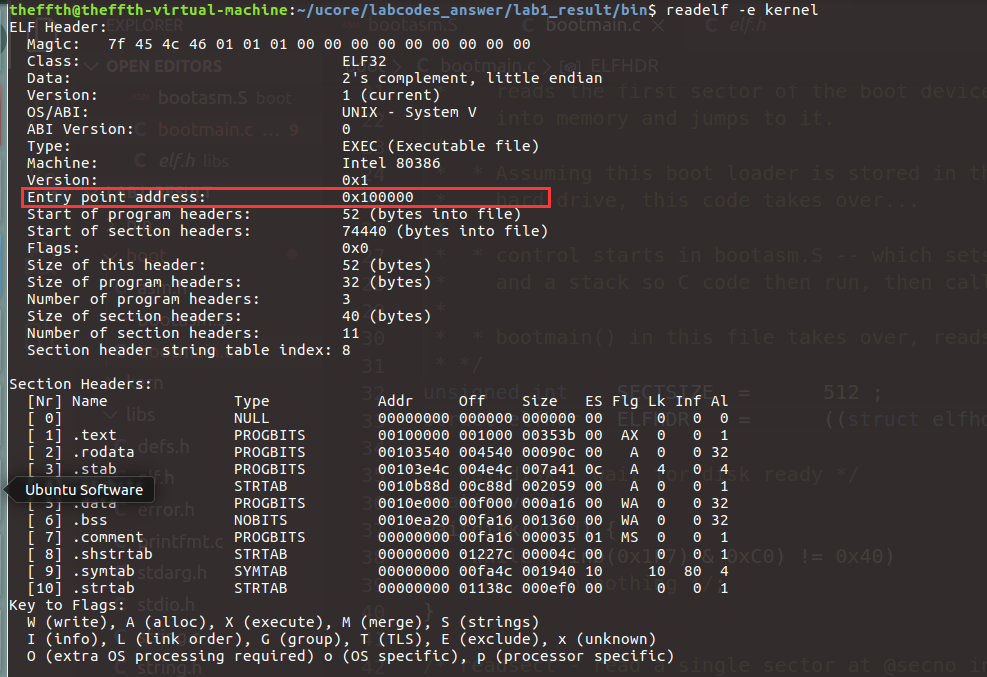 theffth@theffth-virtual-machine:~/ucore/labcodes_answer/lab1_result/bin$ readelf -e kernel
ELF Header:
  Magic:   7f 45 4c 46 01 01 01 00 00 00 00 00 00 00 00 00
  Class:                             ELF32
  Data:                              2's complement, little endian
  Version:                           1 (current)
  OS/ABI:                            UNIX - System V
  ABI Version:                       0
  Type:                              EXEC (Executable file)
  Machine:                           Intel 80386
  Version:                           0x1
  Entry point address:               0x100000
  Start of program headers:          52 (bytes into file)
  Start of section headers:          74440 (bytes into file)
  Flags:                             0x0
  Size of this header:               52 (bytes)
  Size of program headers:           32 (bytes)
  Number of program headers:         3
  Size of section headers:           40 (bytes)
  Number of section headers:         11
  Section header string table index: 8
Section Headers:
  [Nr] Name              Type            Addr     Off    Size   ES Flg Lk Inf Al
  [ 0]                   NULL            00000000 000000 000000 00      0   0  0
  [ 1] .text             PROGBITS        00100000 001000 00353b 00  AX  0   0  1
  [ 2] .rodata           PROGBITS        00103540 004540 00090c 00   A  0   0 32
  [ 3] .stab             PROGBITS        00103e4c 004e4c 007a41 0c   A  4   0  4
Ubuntu Software          STRTAB          0010b88d 00c88d 002059 00   A  0   0  1
  [ 5] .data             PROGBITS        0010e000 00f000 000a16 00  WA  0   0 32
  [ 6] .bss              NOBITS          0010ea20 00fa16 001360 00  WA  0   0 32
  [ 7] .comment          PROGBITS        00000000 00fa16 000035 01  MS  0   0  1
  [ 8] .shstrtab         STRTAB          00000000 01227c 00004c 00      0   0  1
  [ 9] .symtab           SYMTAB          00000000 00fa4c 001940 10     10  80  4
  [10] .strtab           STRTAB          00000000 01138c 000ef0 00      0   0  1
Key to Flags:
  W (write), A (alloc), X (execute), M (merge), S (strings)
  I (info), L (link order), G (group), T (TLS), E (exclude), x (unknown)
  O (extra OS processing required) o (OS specific), p (processor specific)